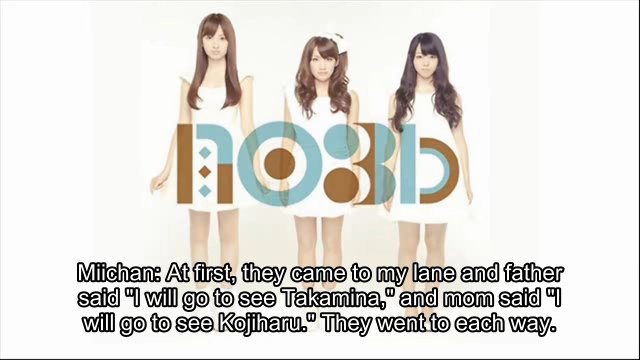 no3b
Miichan: At first, they came to my lane and father
said "I will go to see Takamina," and mom said "I
will go to see Kojiharu." They went to each way.